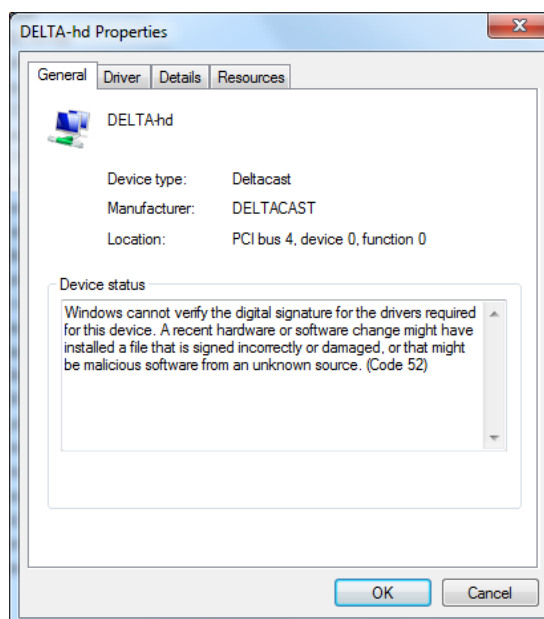 DELTA-hd Properties
General Driver Details Resources
DELTA-hd
Device type: Deltacast
Manufacturer: DELTACAST
Location: PCI bus 4, device 0, function 0
Device status
Windows cannot verify the digital signature for the drivers required
for this device. A recent hardware or software change might have
installed a file that is signed incorrectly or damaged, or that might
be malicious software from an unknown source. (Code 52)
OK Cancel